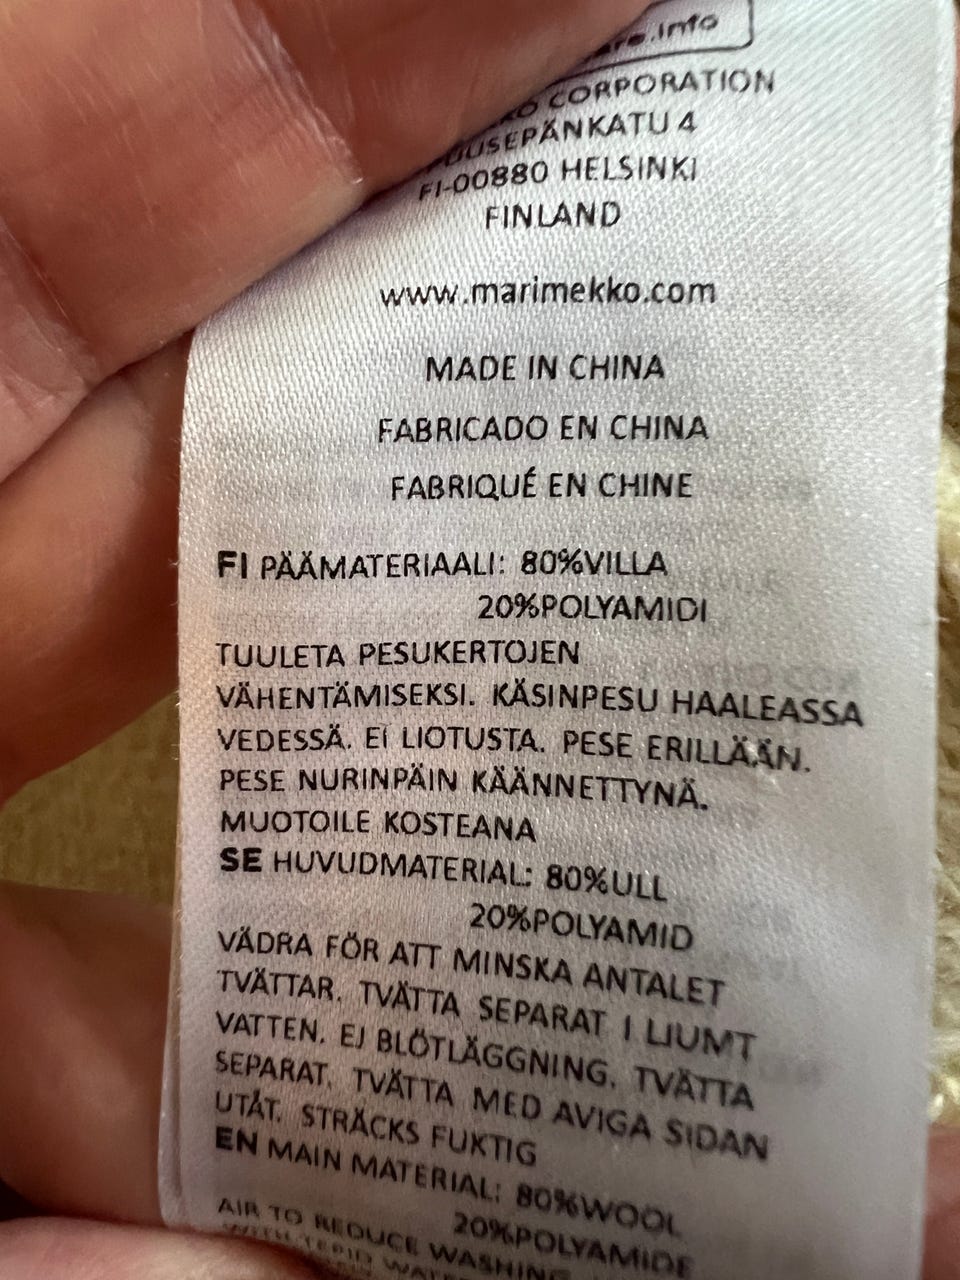 CORPORATION
FI-00880 HELSINKI
FINLAND
www.marimekko.com
MADE IN CHINA
FABRICADO EN CHINA
FABRIQUÉ EN CHINE
FI PÄÄMATERIAALI: 80%VILLA
20%POLYAMIDI
TUULETA PESUKERTOJEN
VÄHENTÄMISEKSI. KÄSINPESU HAALEASSA
VEDESSÄ. EI LIOTUSTA. PESE ERILLÄÄN.
PESE NURINPÄIN KÄÄNNETTYNÄ.
MUOTOILE KOSTEANA
SE HUVUDMATERIAL: 80%ULL
20%POLYAMID
VÄDRA FÖR ATT MINSKA ANTALET
TVÄTTAR. TVÄTTA SEPARAT I LJUMT
VATTEN. EJ BLÖTLÄGGNING. TVÄTTA
SEPARAT. TVÄTTA MED AVIGA SIDAN
UTÅT. STRÄCKS FUKTIG
EN MAIN MATERIAL: 80%WOOL
20%POLYAMIDE
AIR TO REDUCE WASHING
WITH TEPID